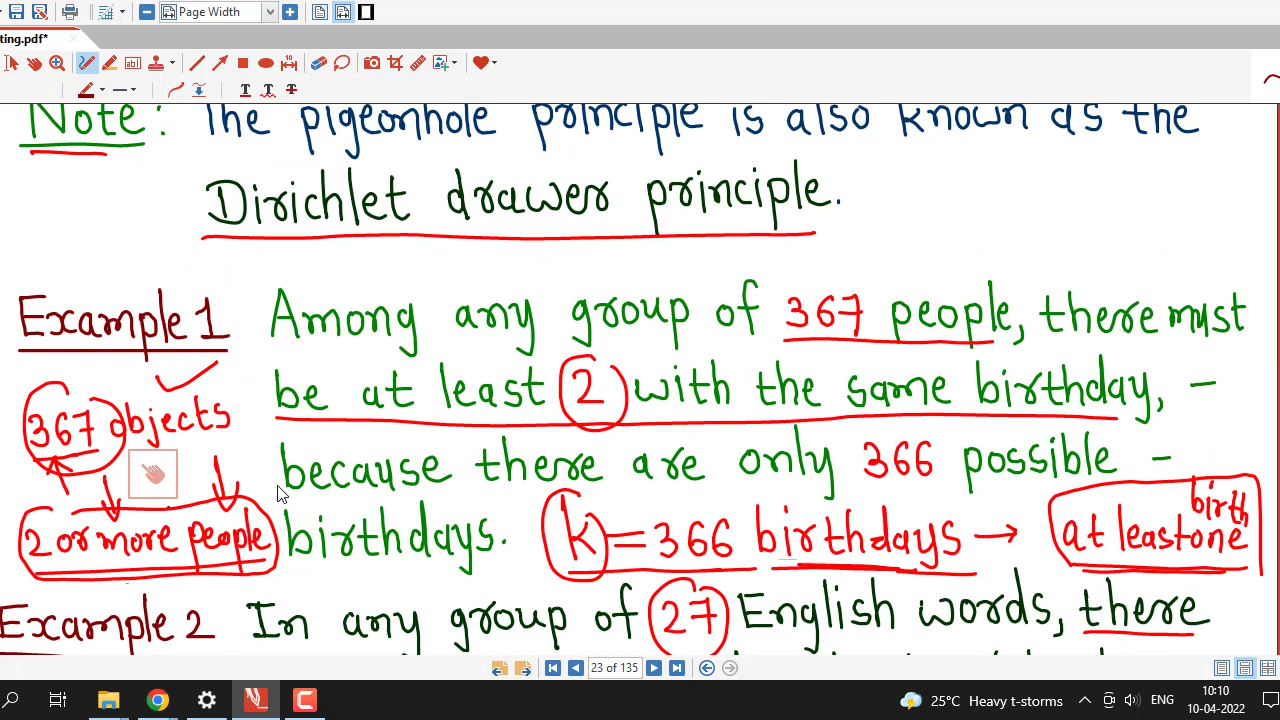 Page Width
ting.pdf*
Note: The pigeonhole principle is also known as the
Dirichlet drawer principle.
Example 1 Among any group of 367 people, there must
be at least 2 with the same birthday, -
367 objects
because there are only 366 possible -
2 or more people
birthdays. k = 366 birthdays → at least one birth
Example 2 In any group of 27 English words, there
23 of 135
25°C Heavy t-storms
ENG
10:10
10-04-2022